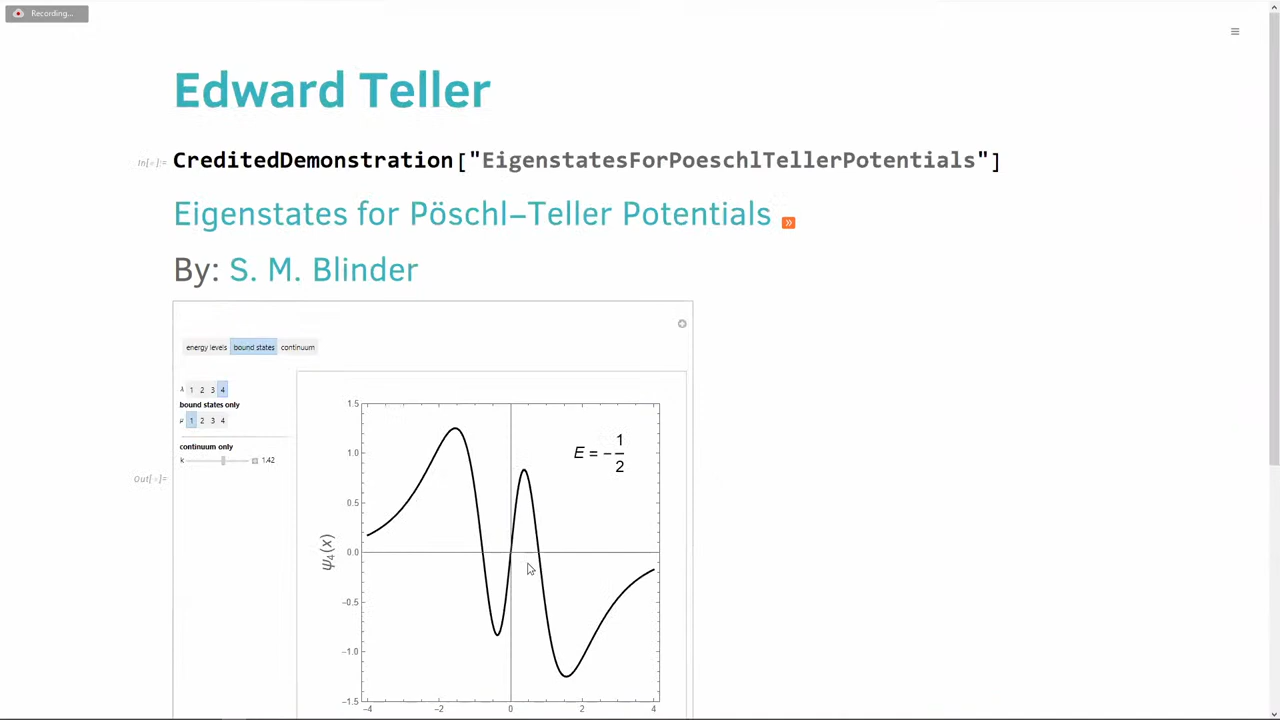 Recording...
Edward Teller
In[ ]:= CreditedDemonstration["EigenstatesForPoeschlTellerPotentials"]
Eigenstates for Pöschl–Teller Potentials »
By: S. M. Blinder
energy levels bound states continuum
λ 1 2 3 4
bound states only
μ 1 2 3 4
continuum only
k 1.42
Out[ ]=
E = -1/2
ψ4(x)
1.5
1.0
0.5
0.0
-0.5
-1.0
-1.5
-4 -2 0 2 4